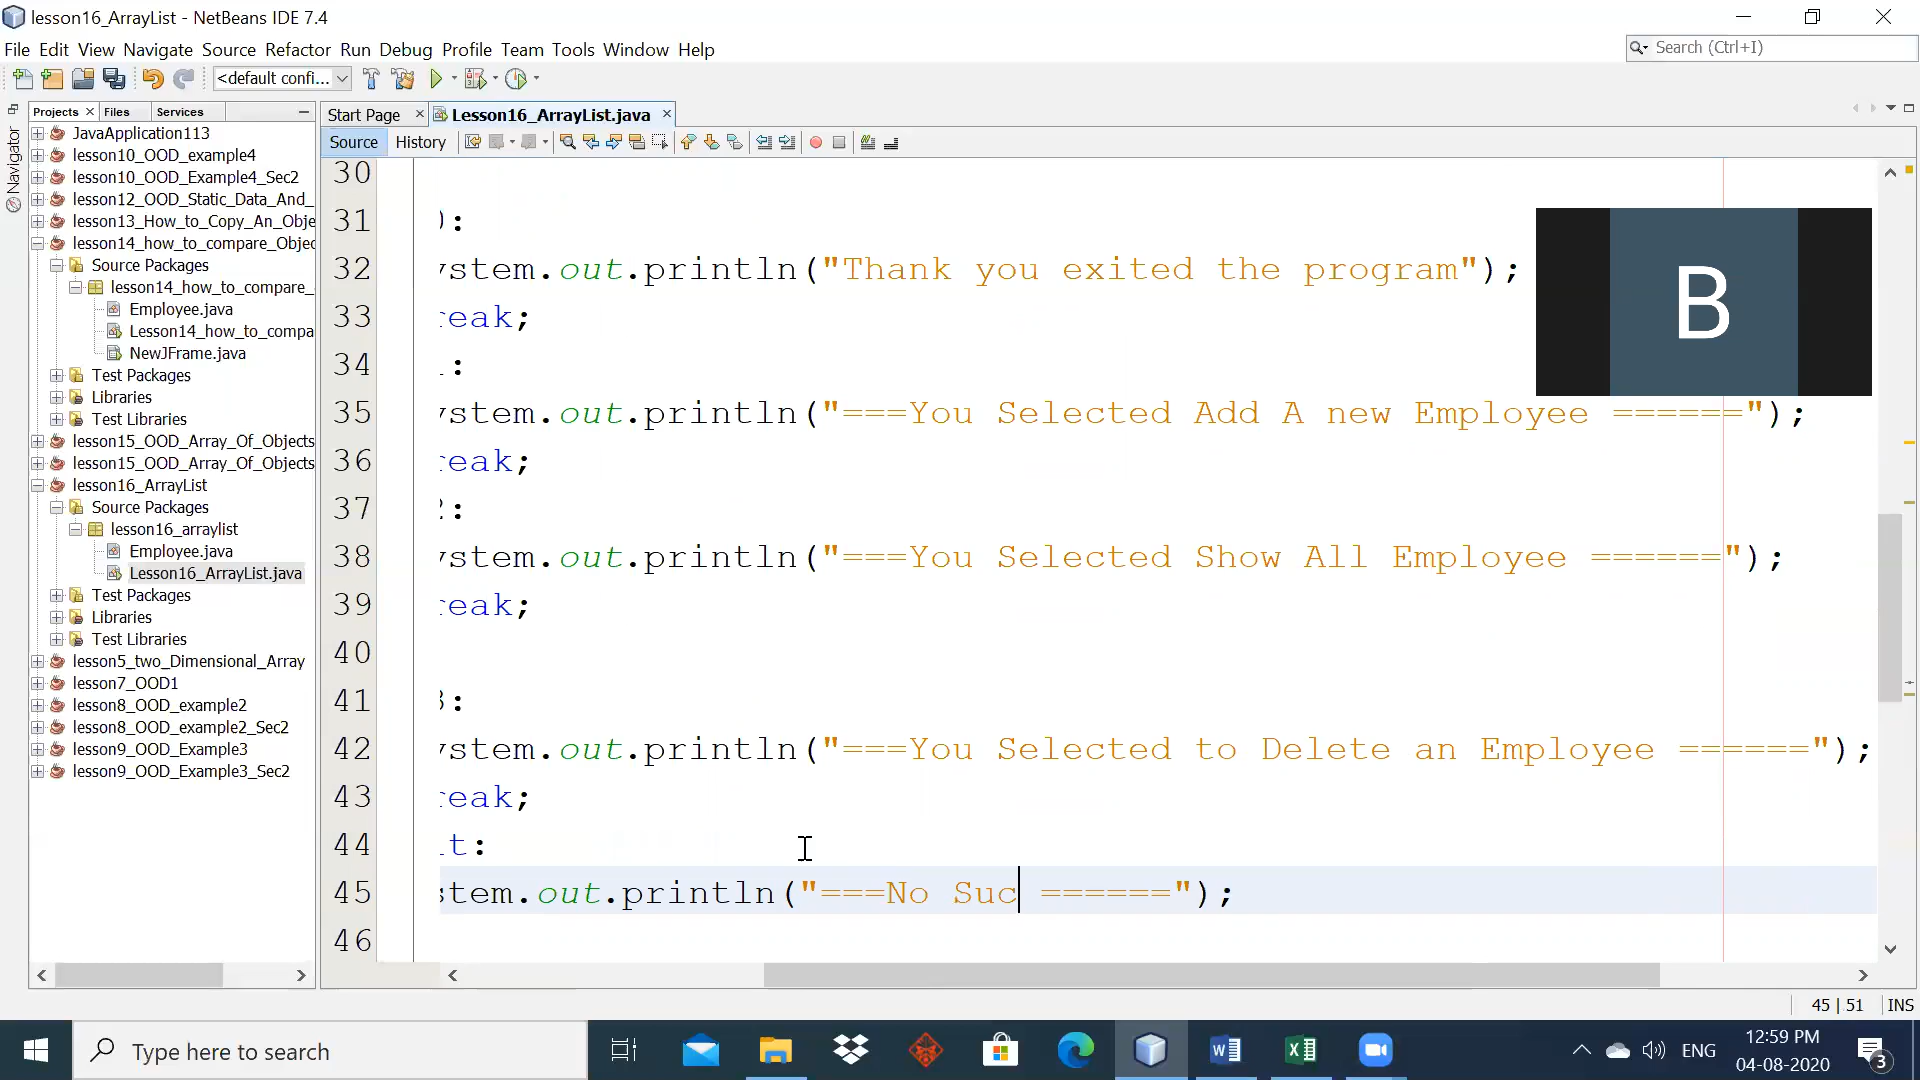 lesson16_ArrayList - NetBeans IDE 7.4
File Edit View Navigate Source Refactor Run Debug Profile Team Tools Window Help
Search (Ctrl+I)
<default confi...
Projects Files Services
Start Page Lesson16_ArrayList.java
Source History
Navigator
JavaApplication113
lesson10_OOD_example4
lesson10_OOD_Example4_Sec2
lesson12_OOD_Static_Data_And_
lesson13_How_to_Copy_An_Obje
lesson14_how_to_compare_Objec
Source Packages
lesson14_how_to_compare_
Employee.java
Lesson14_how_to_compa
NewJFrame.java
Test Packages
Libraries
Test Libraries
lesson15_OOD_Array_Of_Objects
lesson15_OOD_Array_Of_Objects
lesson16_ArrayList
Source Packages
lesson16_arraylist
Employee.java
Lesson16_ArrayList.java
Test Packages
Libraries
Test Libraries
lesson5_two_Dimensional_Array
lesson7_OOD1
lesson8_OOD_example2
lesson8_OOD_example2_Sec2
lesson9_OOD_Example3
lesson9_OOD_Example3_Sec2
30
31 ):
32 ystem.out.println("Thank you exited the program");
33 reak;
34 :
35 ystem.out.println("===You Selected Add A new Employee ======");
36 reak;
37 2:
38 ystem.out.println("===You Selected Show All Employee ======");
39 reak;
40
41 3:
42 ystem.out.println("===You Selected to Delete an Employee ======");
43 reak;
44 lt:
45 stem.out.println("===No Suc ======");
46
B
45 | 51 INS
Type here to search
ENG
12:59 PM
04-08-2020
3